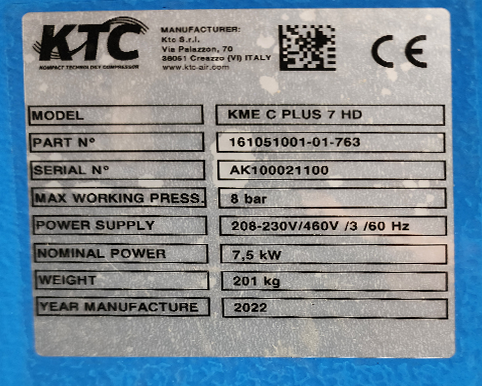 KTC
KOMPACT TECHNOLOGY COMPRESSOR
MANUFACTURER:
Ktc S.r.l.
Via Palazzon, 70
36051 Creazzo (VI) ITALY
www.ktc-air.com
CE
MODEL KME C PLUS 7 HD
PART N° 161051001-01-763
SERIAL N° AK100021100
MAX WORKING PRESS. 8 bar
POWER SUPPLY 208-230V/460V /3 /60 Hz
NOMINAL POWER 7,5 kW
WEIGHT 201 kg
YEAR MANUFACTURE 2022